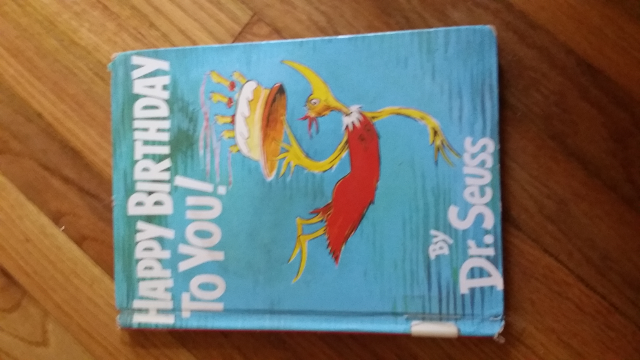 HAPPY BIRTHDAY
TO YOU!
BY
Dr. Seuss